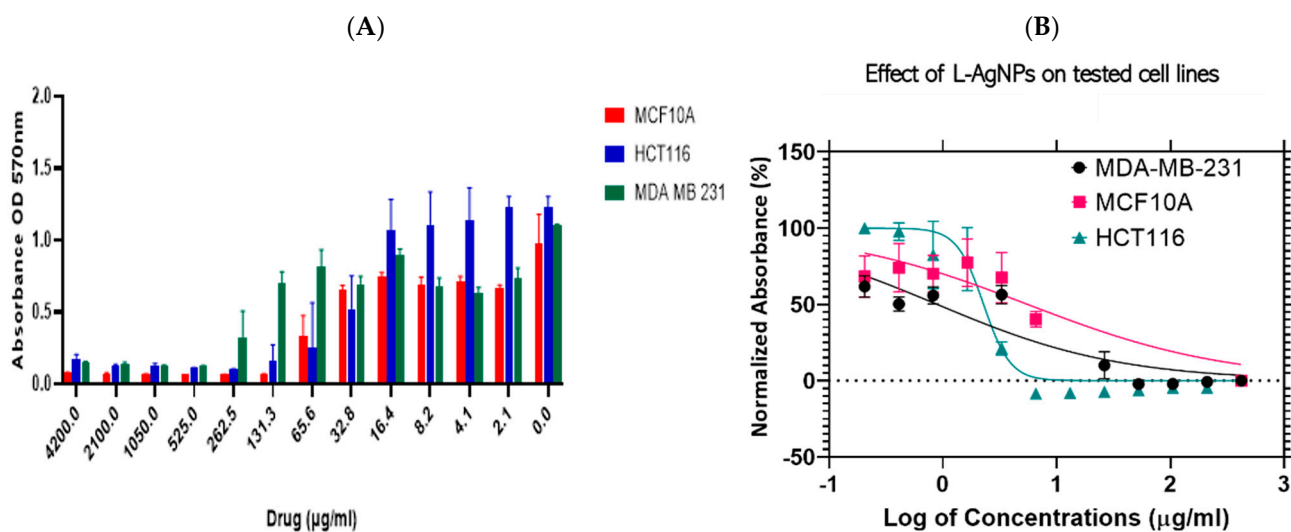 (A)
Absorbance OD 570nm
2.0
1.5
1.0
0.5
0.0
4200.0 2100.0 1050.0 525.0 262.5 131.3 65.6 32.8 16.4 8.2 4.1 2.1 0.0
Drug (µg/ml)
MCF10A
HCT116
MDA MB 231
(B)
Effect of L-AgNPs on tested cell lines
Normalized Absorbance (%)
150
100
50
0
-50
-1 0 1 2 3
Log of Concentrations (µg/ml)
MDA-MB-231
MCF10A
HCT116